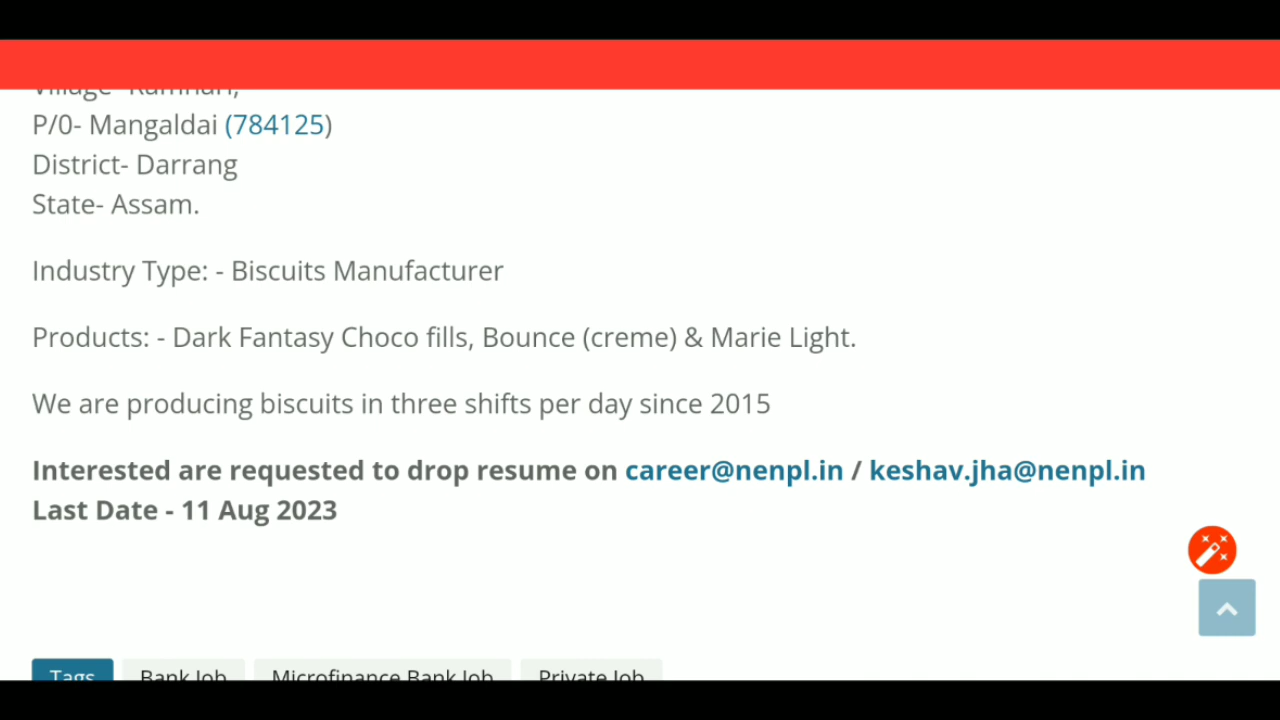 P/0- Mangaldai (784125)
District- Darrang
State- Assam.
Industry Type: - Biscuits Manufacturer
Products: - Dark Fantasy Choco fills, Bounce (creme) & Marie Light.
We are producing biscuits in three shifts per day since 2015
Interested are requested to drop resume on career@nenpl.in / keshav.jha@nenpl.in
Last Date - 11 Aug 2023
Tags Bank Job Microfinance Bank Job Private Job